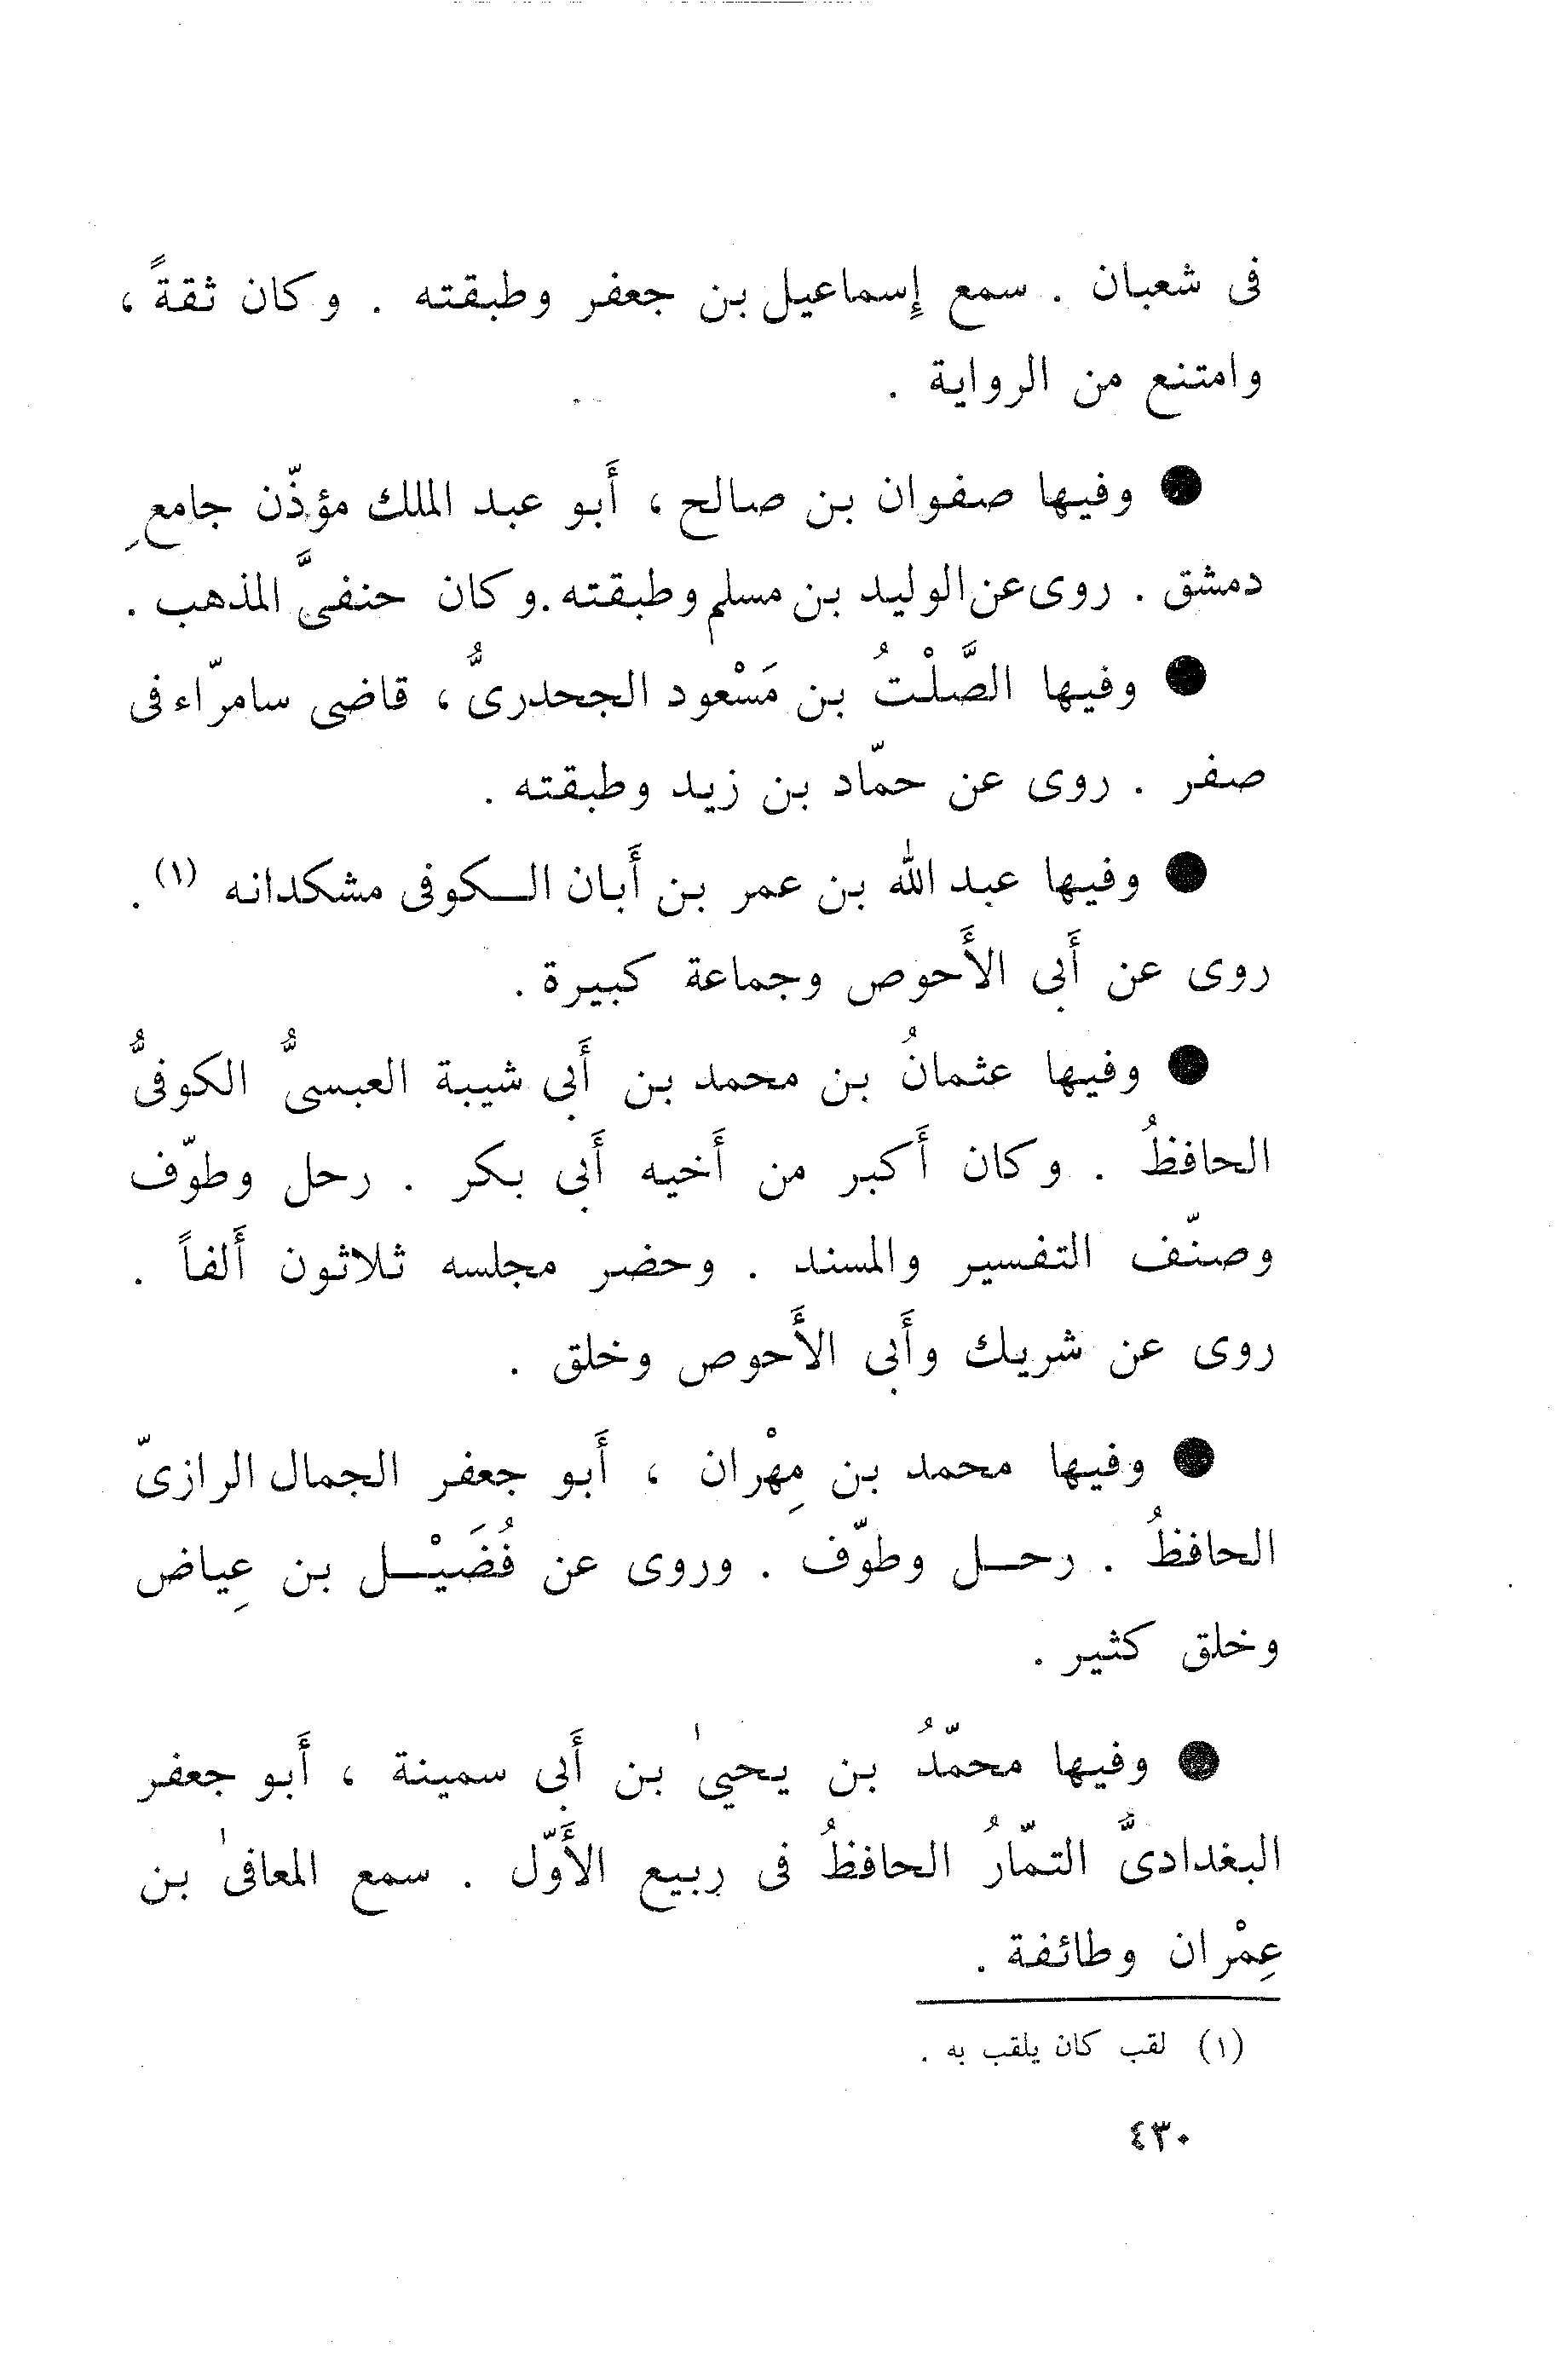 فى شعبان . سمع إِسماعيل بن جعفر وطبقته . وكان ثقةً ،
وامتنع من الرواية .
● وفيها صفوان بن صالح ، أَبو عبد الملك مؤذّن جامعِ
دمشق . روى عن الوليد بن مسلم وطبقته . وكان حنفىَّ المذهب .
● وفيها الصَّلْتُ بن مَسْعود الجحدرىُّ ، قاضى سامرّاء فى
صفر . روى عن حمّاد بن زيد وطبقته .
● وفيها عبد الله بن عمر بن أَبان الكوفى مشكدانه (١) .
روى عن أَبى الأَحوص وجماعة كبيرة .
● وفيها عثمانُ بن محمد بن أَبى شيبة العبسىُّ الكوفىُّ
الحافظُ . وكان أَكبر من أَخيه أَبى بكر . رحل وطوّف
وصنّف التفسير والمسند . وحضر مجلسه ثلاثون أَلفاً .
روى عن شريك وأَبى الأَحوص وخلق .
● وفيها محمد بن مِهْران ، أَبو جعفر الجمال الرازىّ
الحافظُ . رحل وطوّف . وروى عن فُضَيْل بن عِياض
وخلق كثير .
● وفيها محمّدُ بن يحيىٰ بن أَبى سمينة ، أَبو جعفر
البغدادىُّ التمّارُ الحافظُ فى ربيع الأَوّل . سمع المعافىٰ بن
عِمْران وطائفة .
(١) لقب كان يلقب به .
٤٣٠